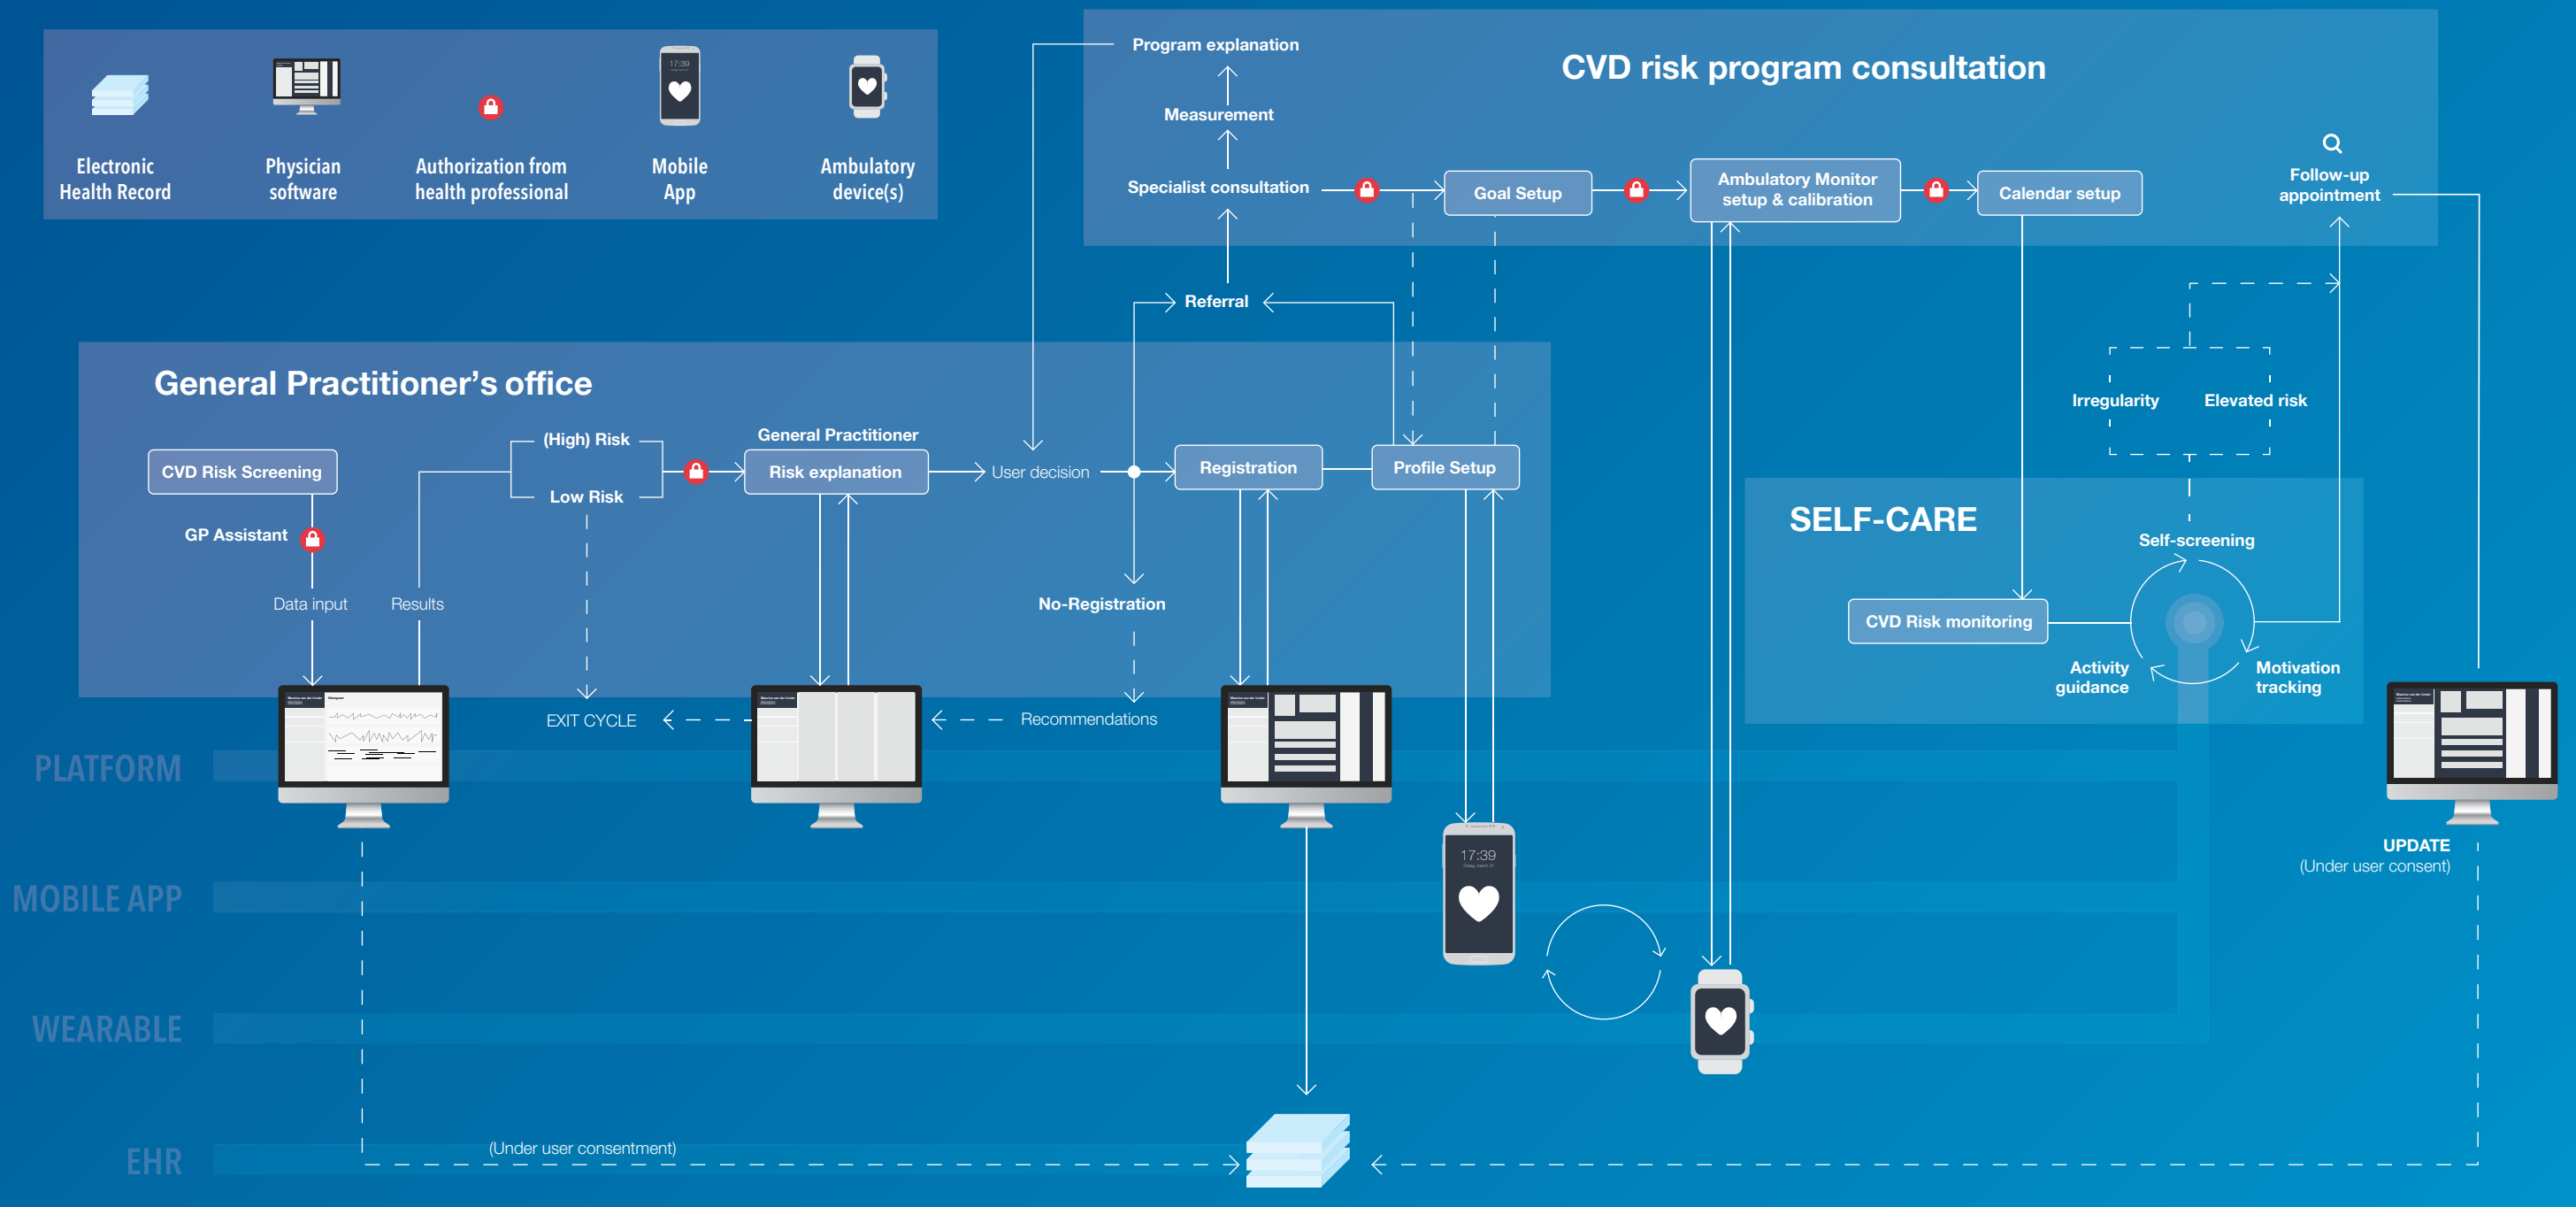 17:39
Electronic
Health Record
Physician
software
Authorization from
health professional
Mobile
App
Ambulatory
device(s)
CVD risk program consultation
Program explanation
Measurement
Specialist consultation
Goal Setup
Ambulatory Monitor
setup & calibration
Calendar setup
Follow-up
appointment
Referral
General Practitioner's office
CVD Risk Screening
GP Assistant
Data input
Results
(High) Risk
Low Risk
General Practitioner
Risk explanation
User decision
Registration
Profile Setup
No-Registration
Recommendations
EXIT CYCLE
Irregularity
Elevated risk
SELF-CARE
Self-screening
CVD Risk monitoring
Activity
guidance
Motivation
tracking
PLATFORM
MOBILE APP
WEARABLE
EHR
17:39
UPDATE
(Under user consent)
(Under user consentment)